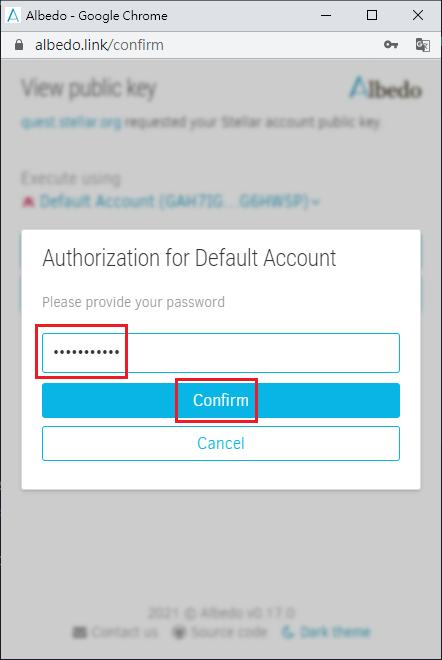 Albedo - Google Chrome
albedo.link/confirm
View public key
Albedo
quest.stellar.org requested your Stellar account public key.
Execute using
Default Account (GAH7IG...G6HW5P)
Authorization for Default Account
Please provide your password
•••••••••••
Confirm
Cancel
2021 © Albedo v0.17.0
Contact us Source code Dark theme